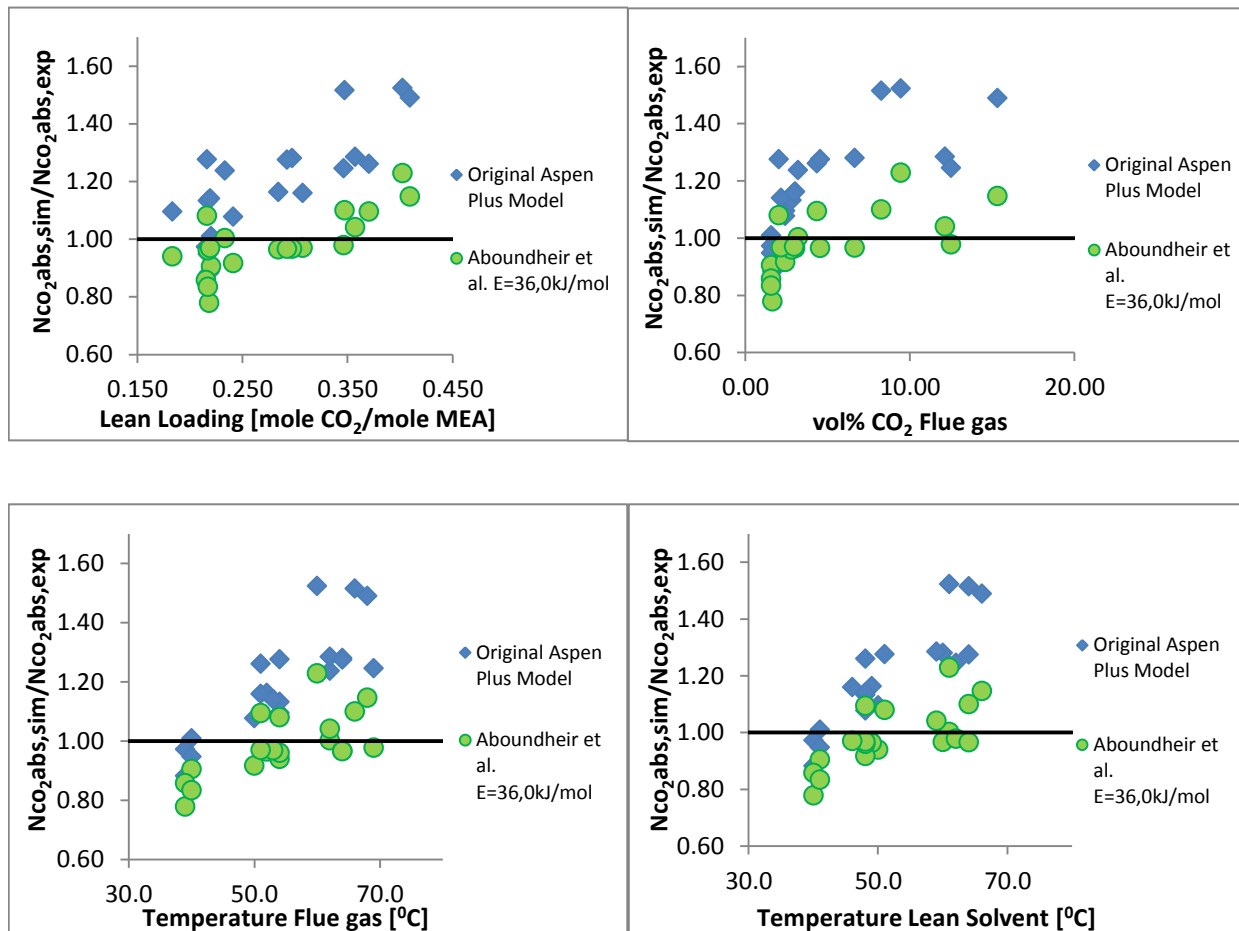 Nco₂abs,sim/Nco₂abs,exp
1.60
1.40
1.20
1.00
0.80
0.60
0.150 0.250 0.350 0.450
Lean Loading [mole CO₂/mole MEA]
Original Aspen
Plus Model
Aboundheir et
al. E=36,0kJ/mol
Nco₂abs,sim/Nco₂abs,exp
1.60
1.40
1.20
1.00
0.80
0.60
0.00 10.00 20.00
vol% CO₂ Flue gas
Original Aspen
Plus Model
Aboundheir et
al.
E=36,0kJ/mol
Nco₂abs,sim/Nco₂abs,exp
1.60
1.40
1.20
1.00
0.80
0.60
30.0 50.0 70.0
Temperature Flue gas [⁰C]
Original Aspen
Plus Model
Aboundheir et
al.
E=36,0kJ/mol
Nco₂abs,sim/Nco₂abs,exp
1.60
1.40
1.20
1.00
0.80
0.60
30.0 50.0 70.0
Temperature Lean Solvent [⁰C]
Original Aspen
Plus Model
Aboundheir et
al.
E=36,0kJ/mol